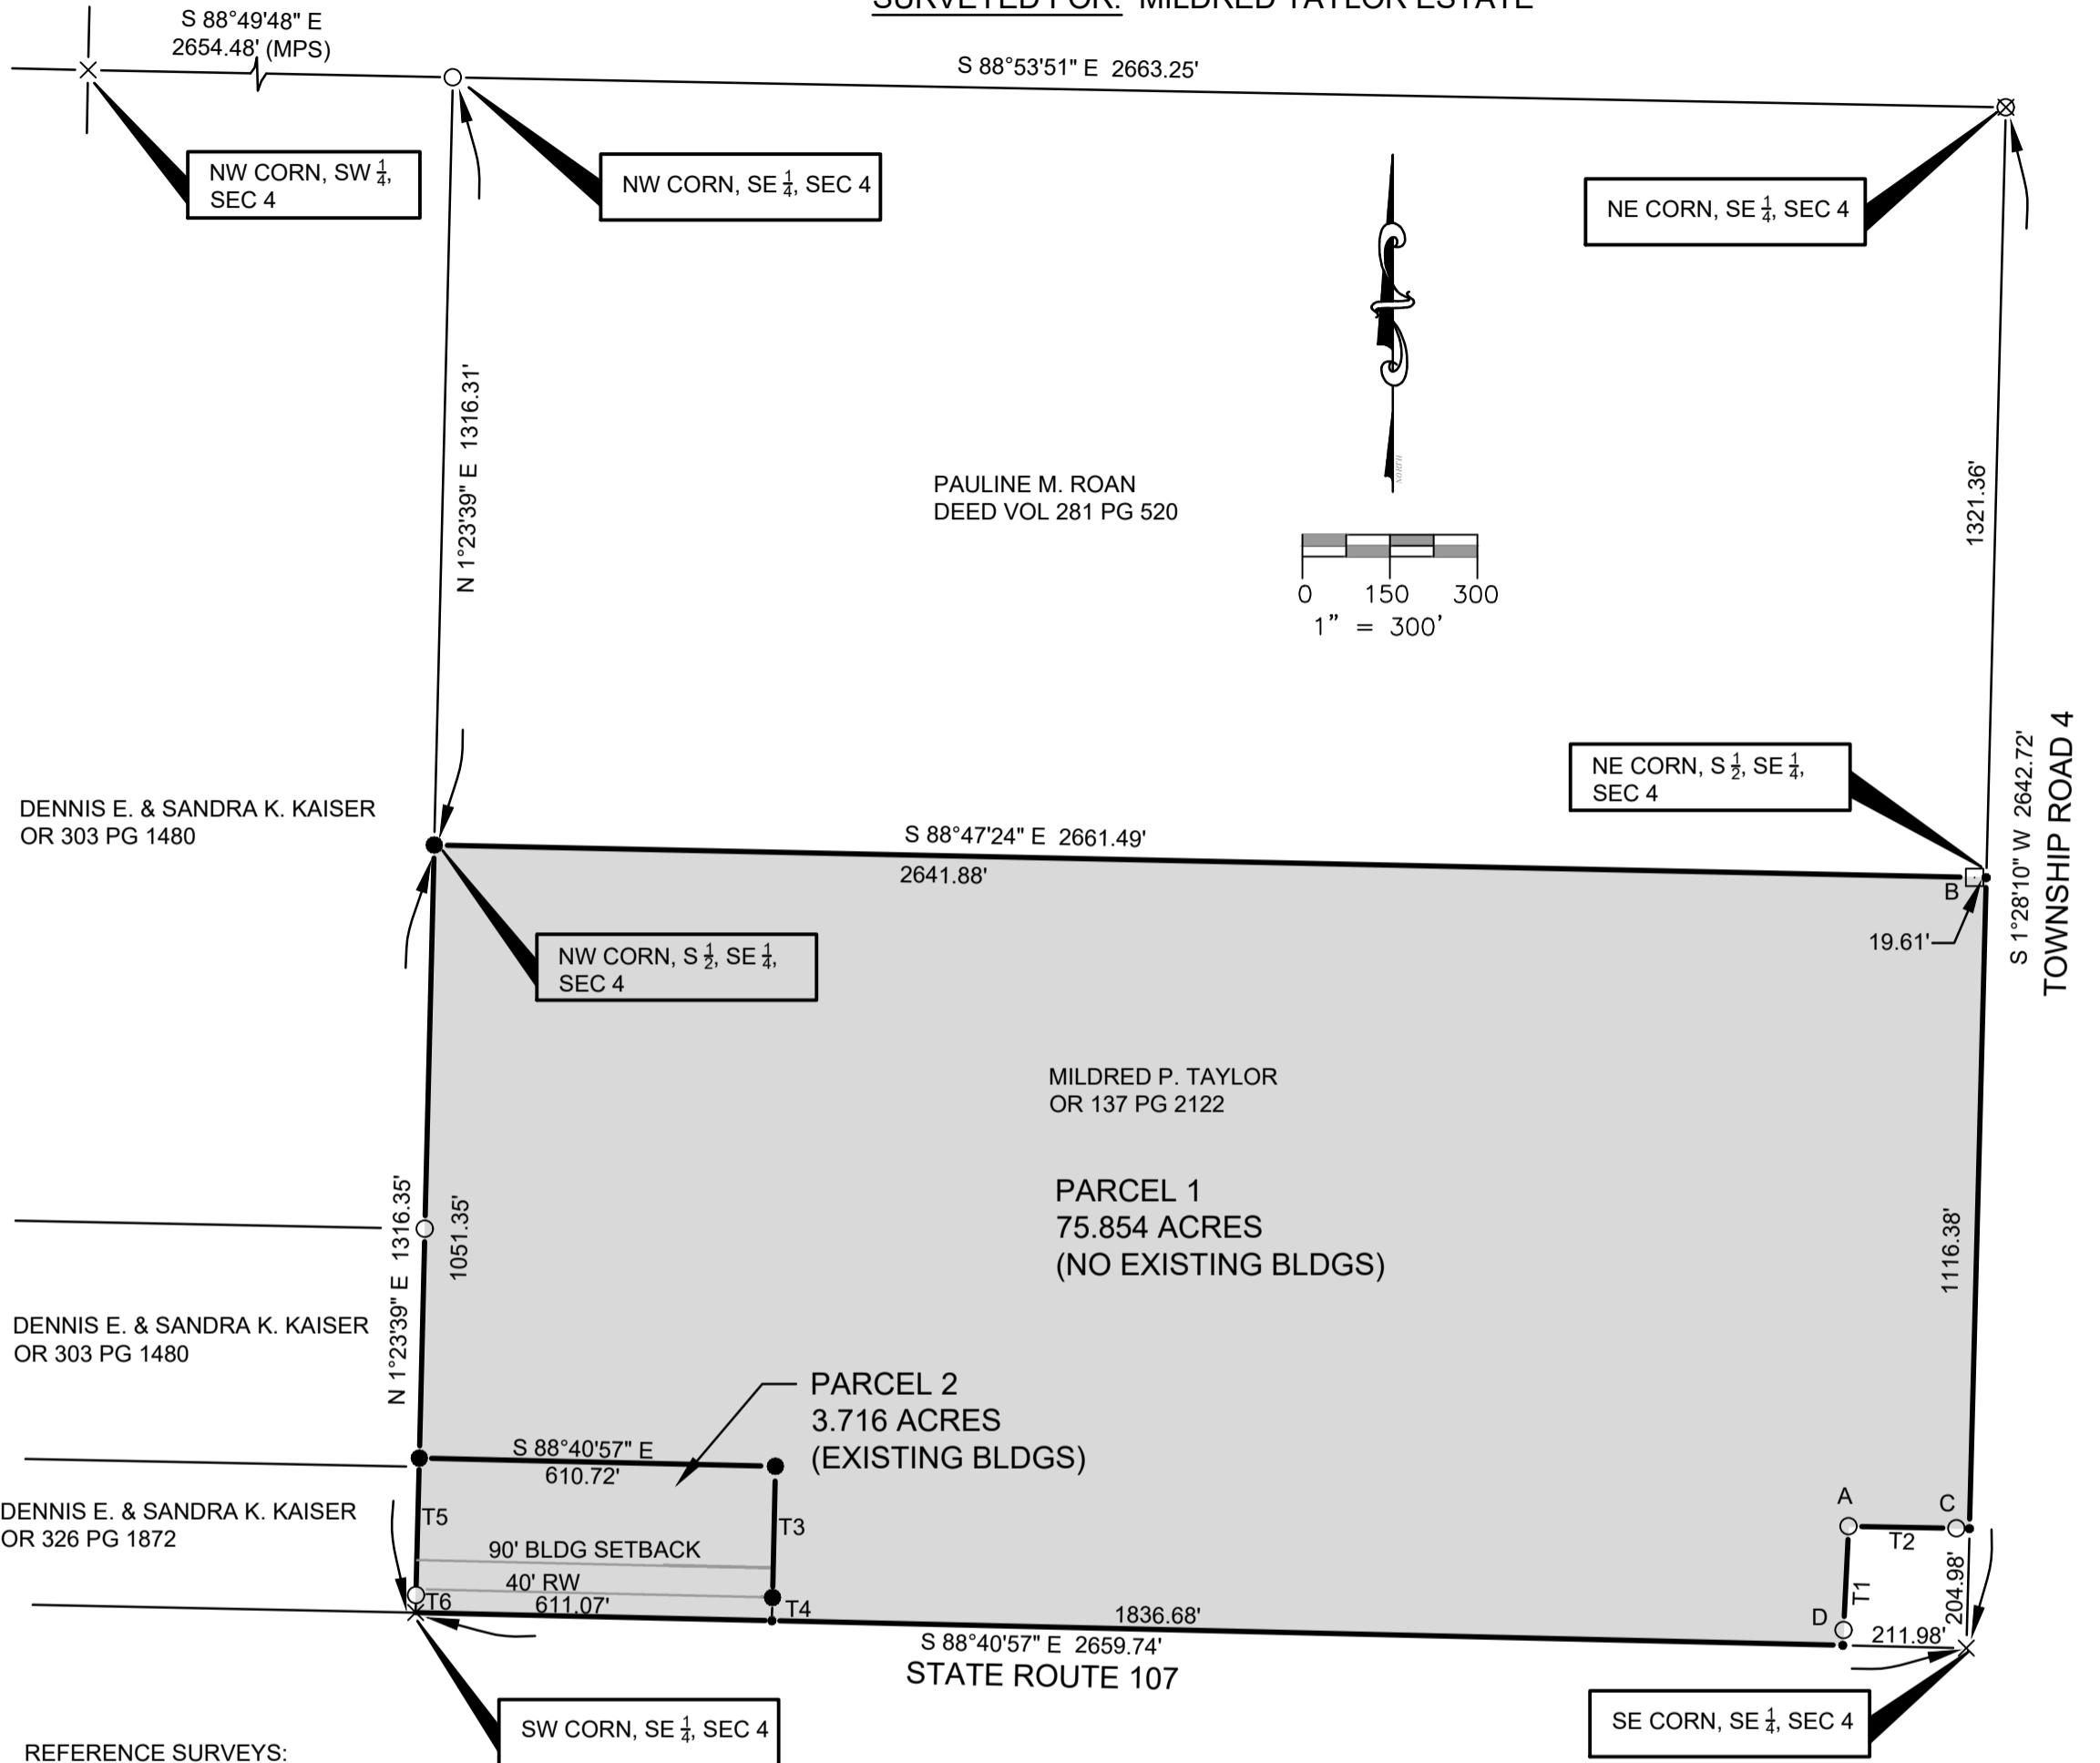 SURVEYED FOR: MILDRED TAYLOR ESTATE
S 88°49'48" E
2654.48' (MPS)
S 88°53'51" E 2663.25'
NW CORN, SW 1/4,
SEC 4
NW CORN, SE 1/4, SEC 4
NE CORN, SE 1/4, SEC 4
N 1°23'39" E 1316.31'
NORTH
PAULINE M. ROAN
DEED VOL 281 PG 520
0 150 300
1" = 300'
1321.36'
S 1°28'10" W 2642.72'
TOWNSHIP ROAD 4
NE CORN, S 1/2, SE 1/4,
SEC 4
DENNIS E. & SANDRA K. KAISER
OR 303 PG 1480
S 88°47'24" E 2661.49'
2641.88'
B
19.61'
NW CORN, S 1/2, SE 1/4,
SEC 4
MILDRED P. TAYLOR
OR 137 PG 2122
PARCEL 1
75.854 ACRES
(NO EXISTING BLDGS)
N 1°23'39" E 1316.35'
1051.35'
1116.38'
DENNIS E. & SANDRA K. KAISER
OR 303 PG 1480
PARCEL 2
3.716 ACRES
(EXISTING BLDGS)
S 88°40'57" E
610.72'
DENNIS E. & SANDRA K. KAISER
OR 326 PG 1872
T5
T3
90' BLDG SETBACK
40' RW
T6
611.07'
T4
1836.68'
S 88°40'57" E 2659.74'
STATE ROUTE 107
A
C
T2
T1
204.98'
D
211.98'
SW CORN, SE 1/4, SEC 4
SE CORN, SE 1/4, SEC 4
REFERENCE SURVEYS: